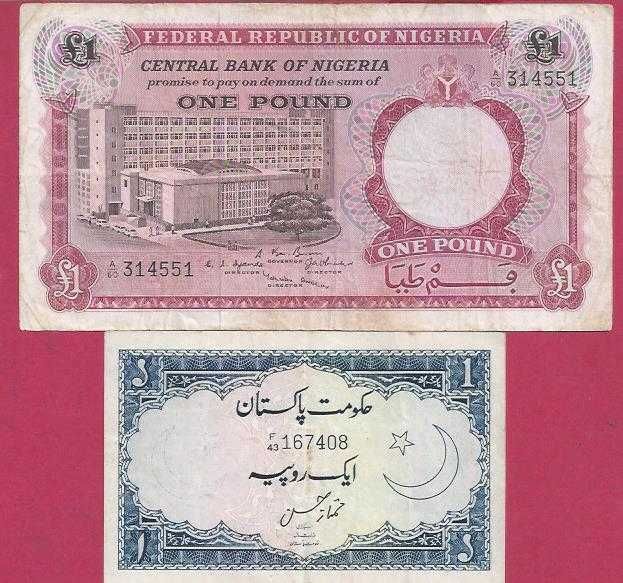 £1 FEDERAL REPUBLIC OF NIGERIA £1
CENTRAL BANK OF NIGERIA
promise to pay on demand the sum of
ONE POUND
A/60 314551
A/60 314551
GOVERNOR
DIRECTOR DIRECTOR
DIRECTOR
ONE POUND
£1 £1
حکومت پاکستان
F/43 167408
ایک روپیہ
1